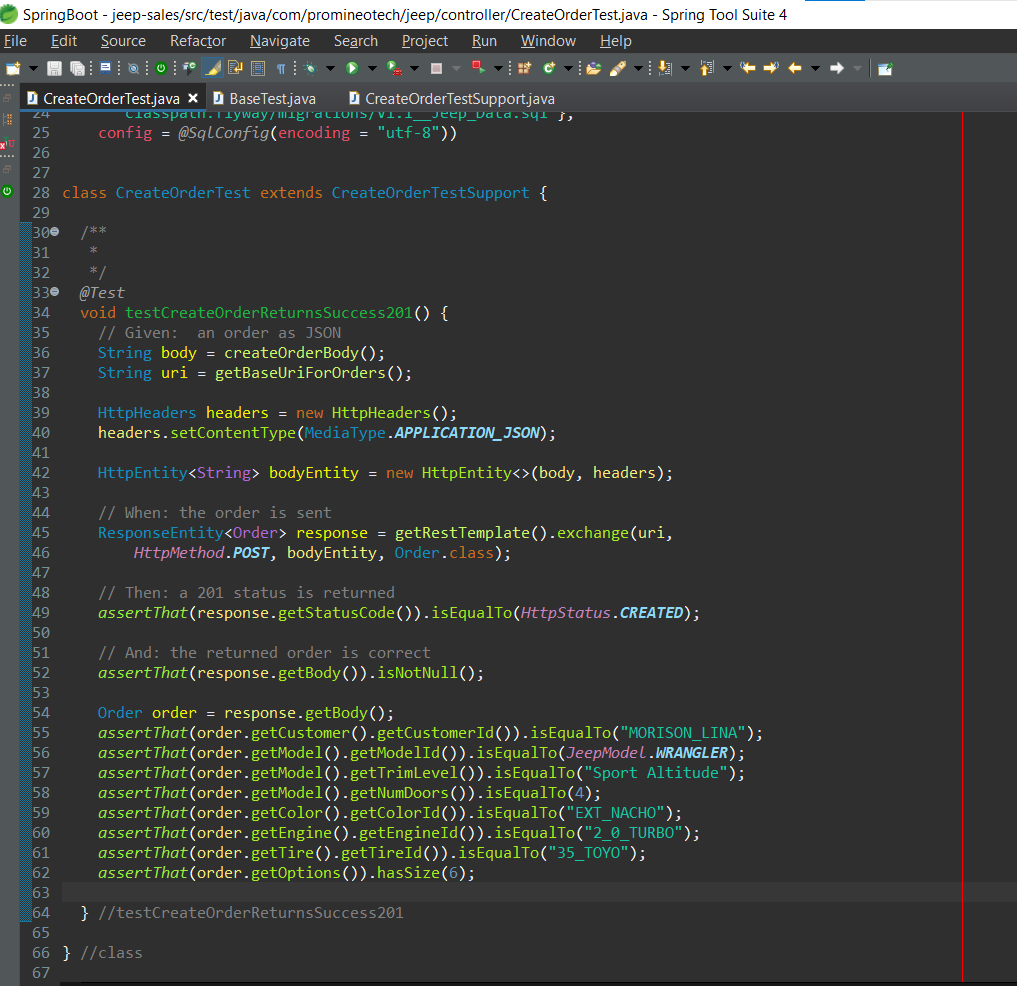 SpringBoot - jeep-sales/src/test/java/com/promineotech/jeep/controller/CreateOrderTest.java - Spring Tool Suite 4
File Edit Source Refactor Navigate Search Project Run Window Help
CreateOrderTest.java BaseTest.java CreateOrderTestSupport.java
24 "classpath:flyway/migrations/V1.1__Jeep_Data.sql"},
25 config = @SqlConfig(encoding = "utf-8"))
26
27
28 class CreateOrderTest extends CreateOrderTestSupport {
29
30 /**
31 *
32 */
33 @Test
34 void testCreateOrderReturnsSuccess201() {
35 // Given:  an order as JSON
36 String body = createOrderBody();
37 String uri = getBaseUriForOrders();
38
39 HttpHeaders headers = new HttpHeaders();
40 headers.setContentType(MediaType.APPLICATION_JSON);
41
42 HttpEntity<String> bodyEntity = new HttpEntity<>(body, headers);
43
44 // When: the order is sent
45 ResponseEntity<Order> response = getRestTemplate().exchange(uri,
46 HttpMethod.POST, bodyEntity, Order.class);
47
48 // Then: a 201 status is returned
49 assertThat(response.getStatusCode()).isEqualTo(HttpStatus.CREATED);
50
51 // And: the returned order is correct
52 assertThat(response.getBody()).isNotNull();
53
54 Order order = response.getBody();
55 assertThat(order.getCustomer().getCustomerId()).isEqualTo("MORISON_LINA");
56 assertThat(order.getModel().getModelId()).isEqualTo(JeepModel.WRANGLER);
57 assertThat(order.getModel().getTrimLevel()).isEqualTo("Sport Altitude");
58 assertThat(order.getModel().getNumDoors()).isEqualTo(4);
59 assertThat(order.getColor().getColorId()).isEqualTo("EXT_NACHO");
60 assertThat(order.getEngine().getEngineId()).isEqualTo("2_0_TURBO");
61 assertThat(order.getTire().getTireId()).isEqualTo("35_TOYO");
62 assertThat(order.getOptions()).hasSize(6);
63
64 } //testCreateOrderReturnsSuccess201
65
66 } //class
67